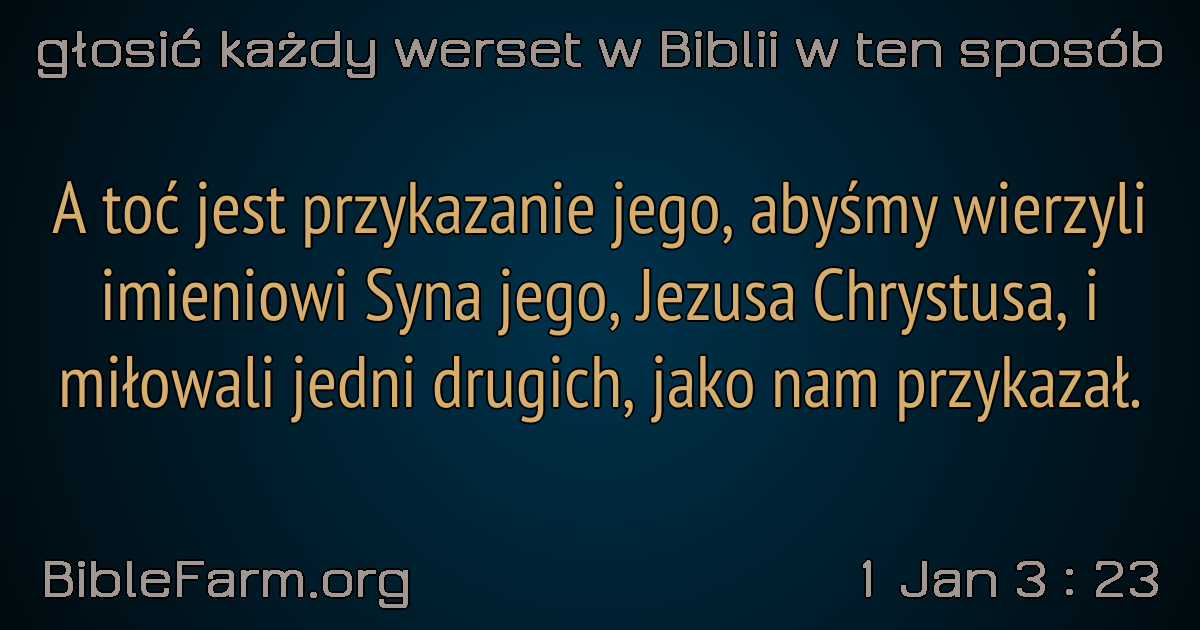 głosić każdy werset w Biblii w ten sposób
A toć jest przykazanie jego, abyśmy wierzyli
imieniowi Syna jego, Jezusa Chrystusa, i
miłowali jedni drugich, jako nam przykazał.
BibleFarm.org
1 Jan 3 : 23